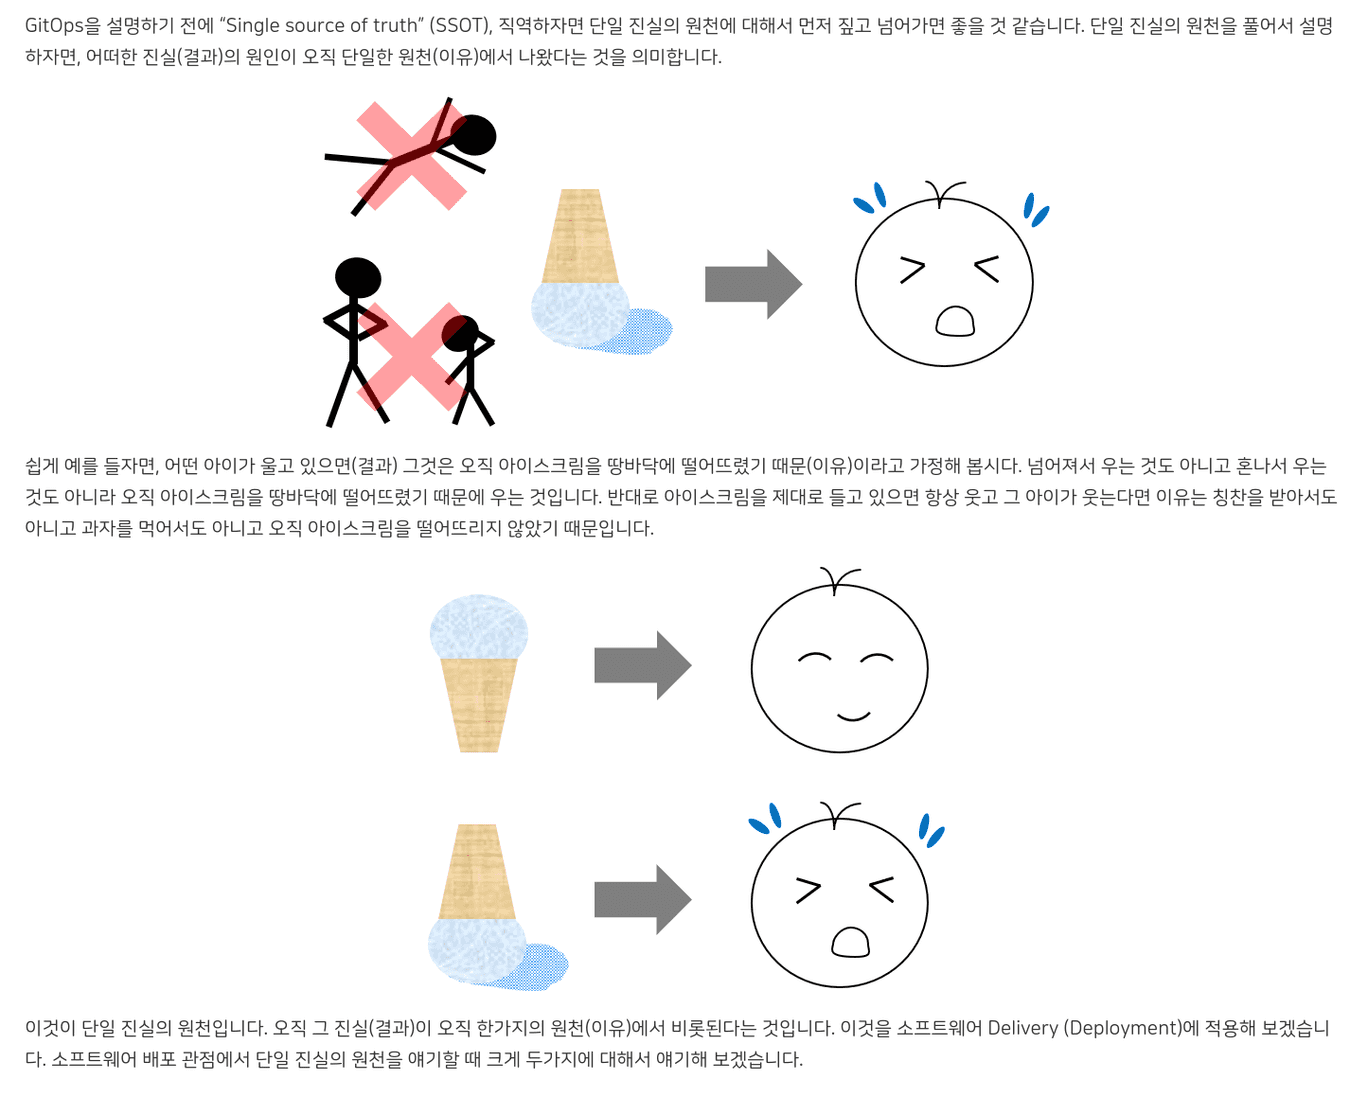 GitOps을 설명하기 전에 “Single source of truth” (SSOT), 직역하자면 단일 진실의 원천에 대해서 먼저 짚고 넘어가면 좋을 것 같습니다. 단일 진실의 원천을 풀어서 설명
하자면, 어떠한 진실(결과)의 원인이 오직 단일한 원천(이유)에서 나왔다는 것을 의미합니다.
쉽게 예를 들자면, 어떤 아이가 울고 있으면(결과) 그것은 오직 아이스크림을 땅바닥에 떨어뜨렸기 때문(이유)이라고 가정해 봅시다. 넘어져서 우는 것도 아니고 혼나서 우는
것도 아니라 오직 아이스크림을 땅바닥에 떨어뜨렸기 때문에 우는 것입니다. 반대로 아이스크림을 제대로 들고 있으면 항상 웃고 그 아이가 웃는다면 이유는 칭찬을 받아서도
아니고 과자를 먹어서도 아니고 오직 아이스크림을 떨어뜨리지 않았기 때문입니다.
이것이 단일 진실의 원천입니다. 오직 그 진실(결과)이 오직 한가지의 원천(이유)에서 비롯된다는 것입니다. 이것을 소프트웨어 Delivery (Deployment)에 적용해 보겠습니
다. 소프트웨어 배포 관점에서 단일 진실의 원천을 얘기할 때 크게 두가지에 대해서 얘기해 보겠습니다.